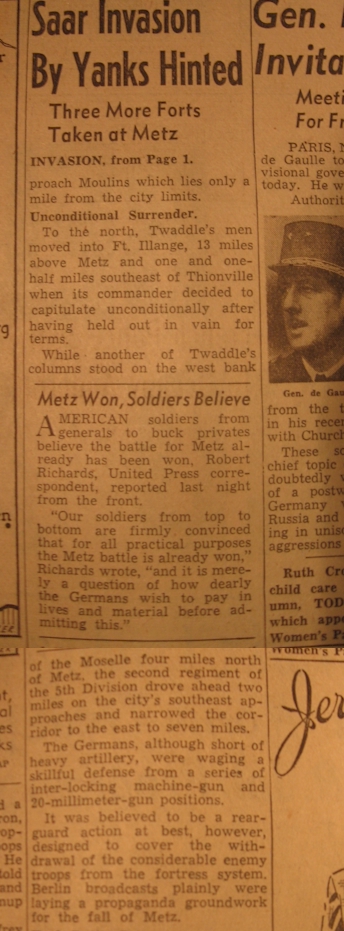 Saar Invasion
By Yanks Hinted
Three More Forts
Taken at Metz
INVASION, from Page 1.
proach Moulins which lies only a
mile from the city limits.
Unconditional Surrender.
To the north, Twaddle's men
moved into Ft. Illange, 13 miles
above Metz and one and one-
half miles southeast of Thionville
when its commander decided to
capitulate unconditionally after
having held out in vain for
terms.
While another of Twaddle's
columns stood on the west bank
Metz Won, Soldiers Believe
AMERICAN soldiers from
generals to buck privates
believe the battle for Metz al-
ready has been won, Robert
Richards, United Press corre-
spondent, reported last night
from the front.
"Our soldiers from top to
bottom are firmly convinced
that for all practical purposes
the Metz battle is already won,"
Richards wrote, "and it is mere-
ly a question of how dearly
the Germans wish to pay in
lives and material before ad-
mitting this."
of the Moselle four miles north
of Metz, the second regiment of
the 5th Division drove ahead two
miles on the city's southeast ap-
proaches and narrowed the cor-
ridor to the east to seven miles.
The Germans, although short of
heavy artillery, were waging a
skillful defense from a series of
inter-locking machine-gun and
20-millimeter-gun positions.
It was believed to be a rear-
guard action at best, however,
designed to cover the with-
drawal of the considerable enemy
troops from the fortress system.
Berlin broadcasts plainly were
laying a propaganda groundwork
for the fall of Metz.
Gen.
Invita
Meeti
For Fr
PARIS, N
de Gaulle to
visional gove
today. He w
Authorit
Gen. de Gau
from the t
in his recen
with Church
These so
chief topic
doubtedly
of a postw
Germany
Russia and
ing in unise
aggressions
Ruth Cr
child care
umn, TOD
which appe
Women's Pa
Women's P
Jer